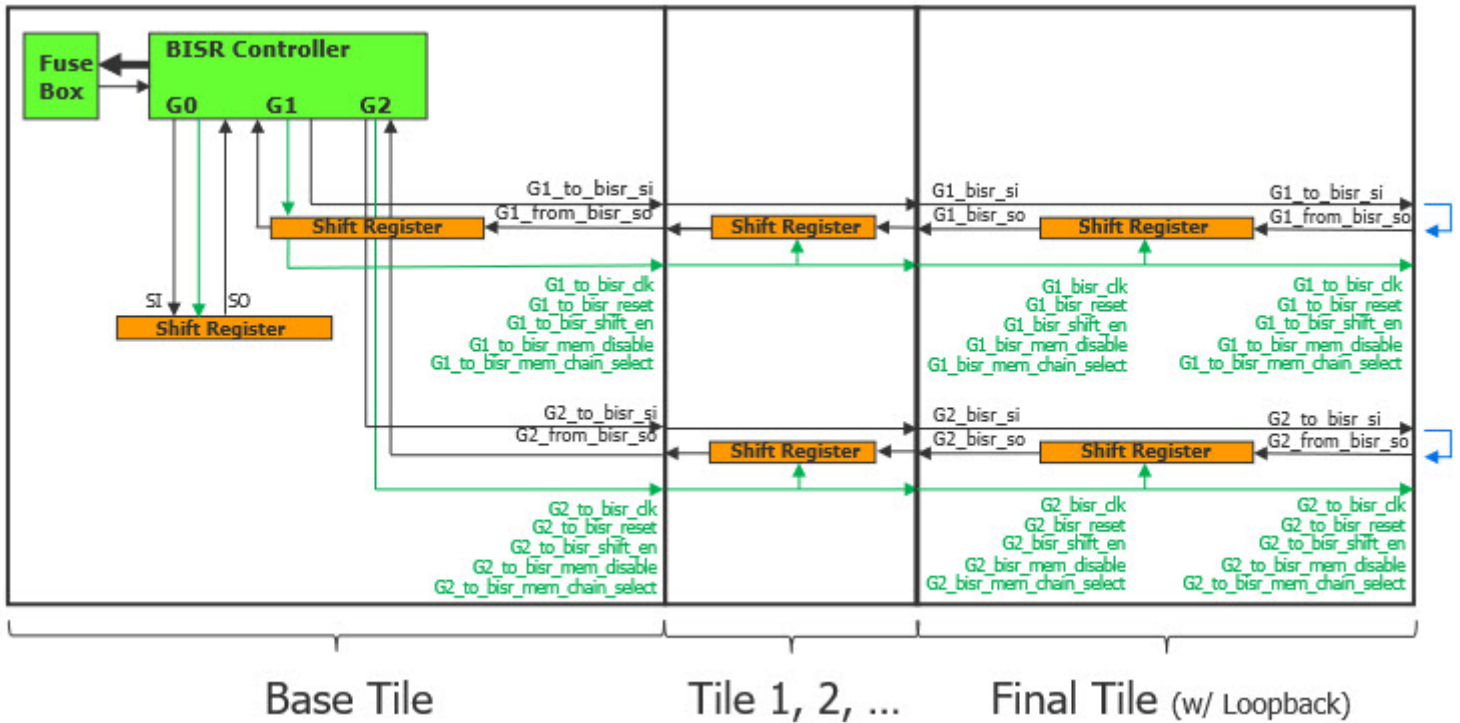 Fuse
Box
BISR Controller
G0 G1 G2
G1_to_bisr_si
G1_from_bisr_so
Shift Register
Shift Register
G1_bisr_si
G1_bisr_so
G1_to_bisr_si
G1_from_bisr_so
Shift Register
SI SO
Shift Register
G1_to_bisr_clk
G1_to_bisr_reset
G1_to_bisr_shift_en
G1_to_bisr_mem_disable
G1_to_bisr_mem_chain_select
G1_bisr_clk
G1_bisr_reset
G1_bisr_shift_en
G1_bisr_mem_disable
G1_bisr_mem_chain_select
G1_to_bisr_clk
G1_to_bisr_reset
G1_to_bisr_shift_en
G1_to_bisr_mem_disable
G1_to_bisr_mem_chain_select
G2_to_bisr_si
G2_from_bisr_so
Shift Register
G2_bisr_si
G2_bisr_so
G2_to_bisr_si
G2_from_bisr_so
Shift Register
G2_to_bisr_clk
G2_to_bisr_reset
G2_to_bisr_shift_en
G2_to_bisr_mem_disable
G2_to_bisr_mem_chain_select
G2_bisr_clk
G2_bisr_reset
G2_bisr_shift_en
G2_bisr_mem_disable
G2_bisr_mem_chain_select
G2_to_bisr_clk
G2_to_bisr_reset
G2_to_bisr_shift_en
G2_to_bisr_mem_disable
G2_to_bisr_mem_chain_select
Base Tile
Tile 1, 2, ...
Final Tile (w/ Loopback)